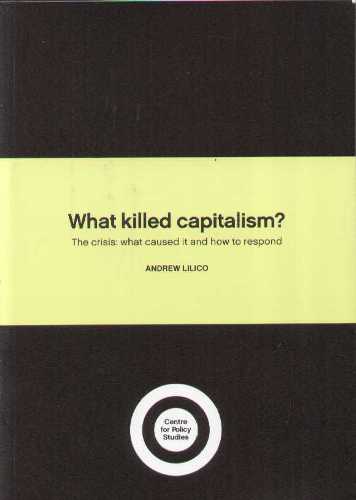 What killed capitalism?
The crisis: what caused it and how to respond
ANDREW LILICO
Centre
for Policy
Studies